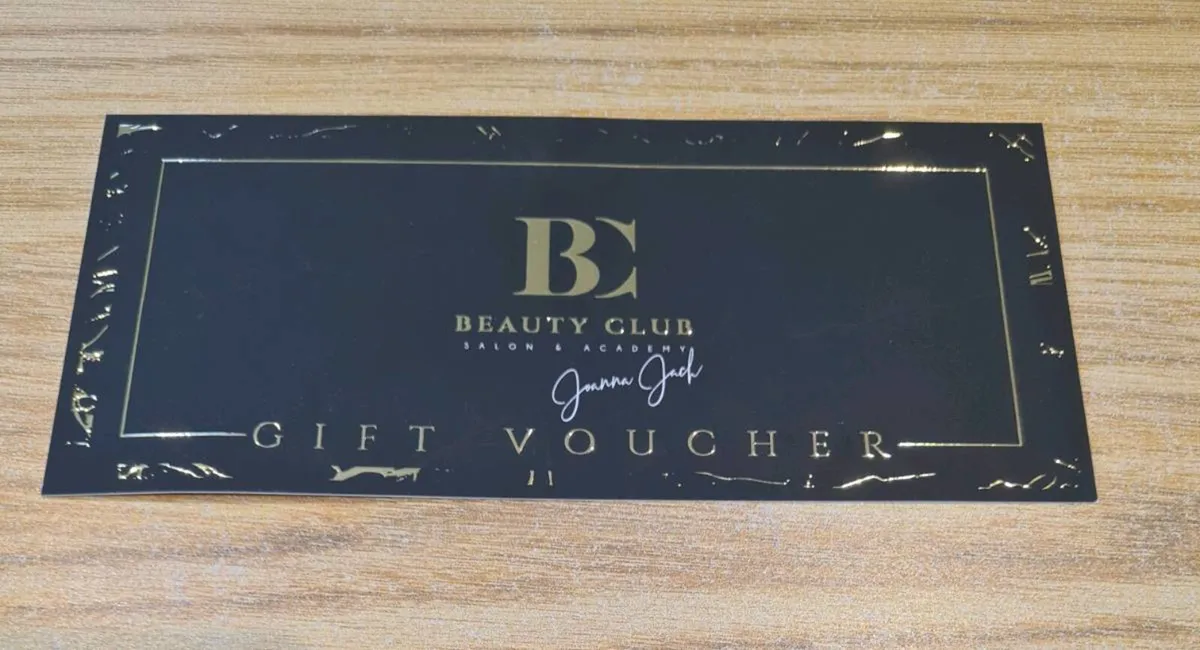 BC
BEAUTY CLUB
SALON & ACADEMY
Joanna Jach
GIFT VOUCHER